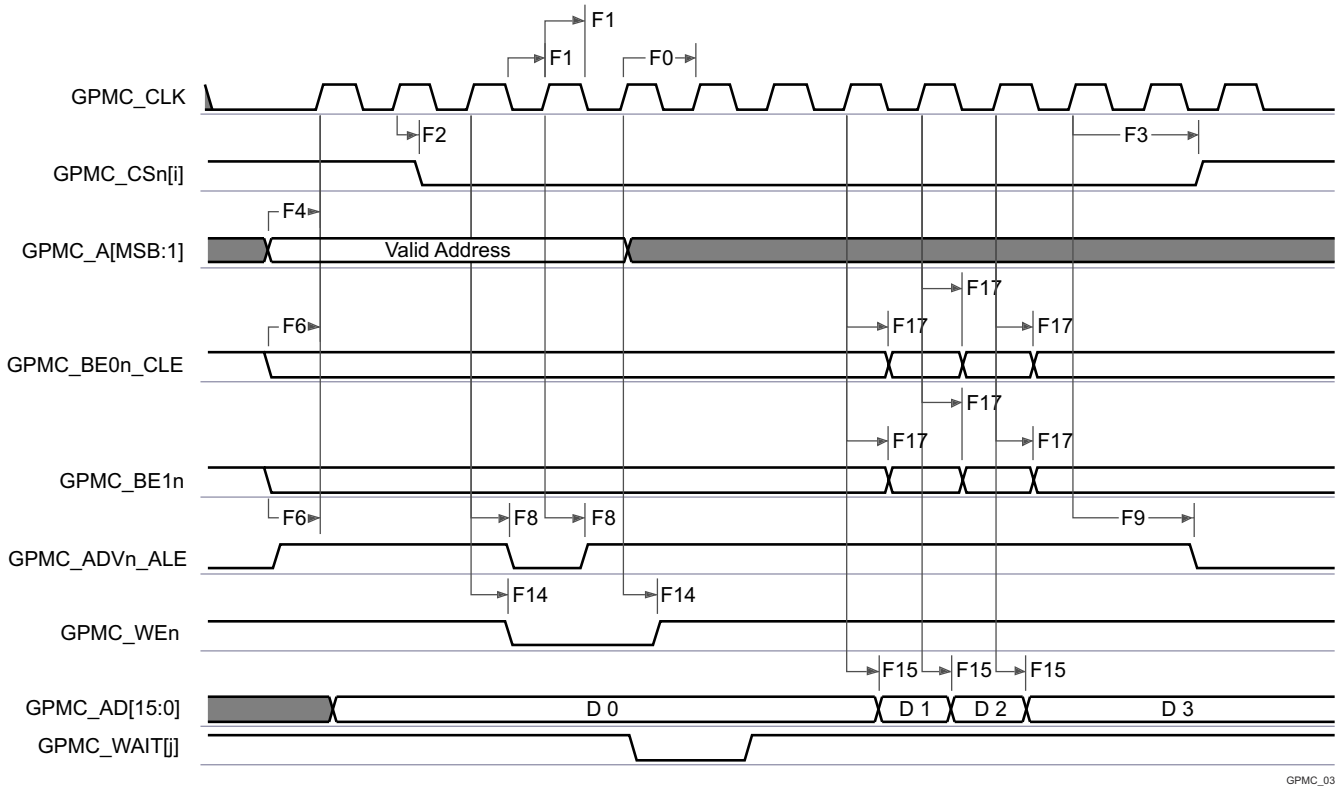 F1
F1
F0
GPMC_CLK
F2
F3
GPMC_CSn[i]
F4
GPMC_A[MSB:1]
Valid Address
F17
F6
F17
F17
GPMC_BE0n_CLE
F17
F17
F17
GPMC_BE1n
F6
F8
F8
F9
GPMC_ADVn_ALE
F14
F14
GPMC_WEn
F15
F15
F15
GPMC_AD[15:0]
D 0
D 1
D 2
D 3
GPMC_WAIT[j]
GPMC_03